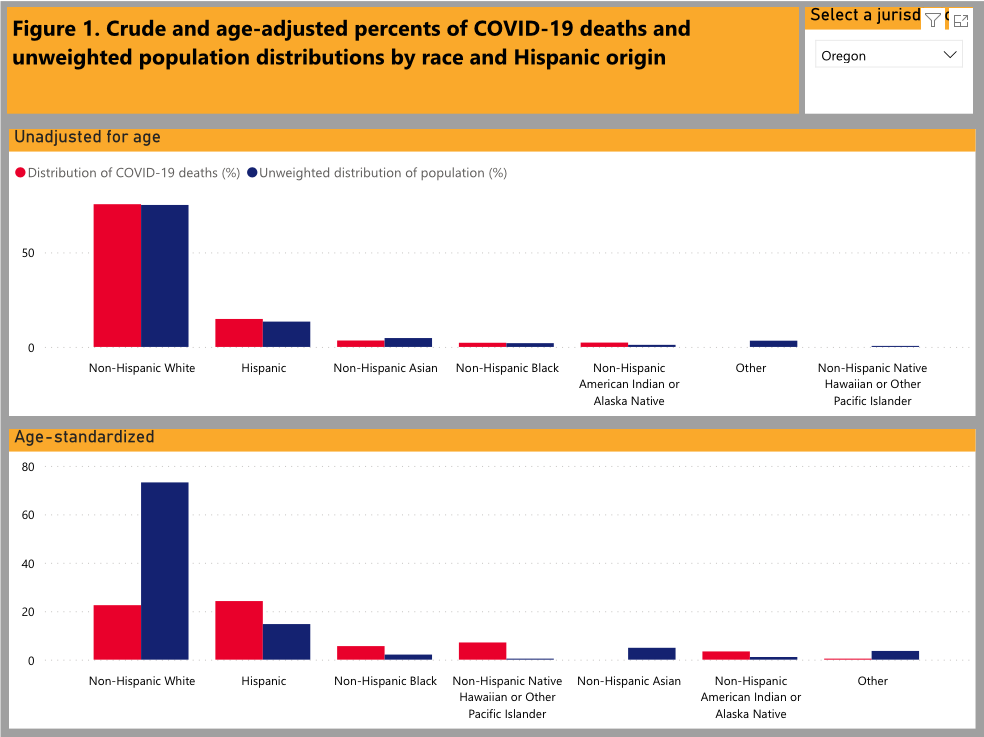 Figure 1. Crude and age-adjusted percents of COVID-19 deaths and
unweighted population distributions by race and Hispanic origin
Select a jurisd
Oregon
Unadjusted for age
Distribution of COVID-19 deaths (%) Unweighted distribution of population (%)
50
0
Non-Hispanic White
Hispanic
Non-Hispanic Asian
Non-Hispanic Black
Non-Hispanic
American Indian or
Alaska Native
Other
Non-Hispanic Native
Hawaiian or Other
Pacific Islander
Age-standardized
80
60
40
20
0
Non-Hispanic White
Hispanic
Non-Hispanic Black
Non-Hispanic Native
Hawaiian or Other
Pacific Islander
Non-Hispanic Asian
Non-Hispanic
American Indian or
Alaska Native
Other